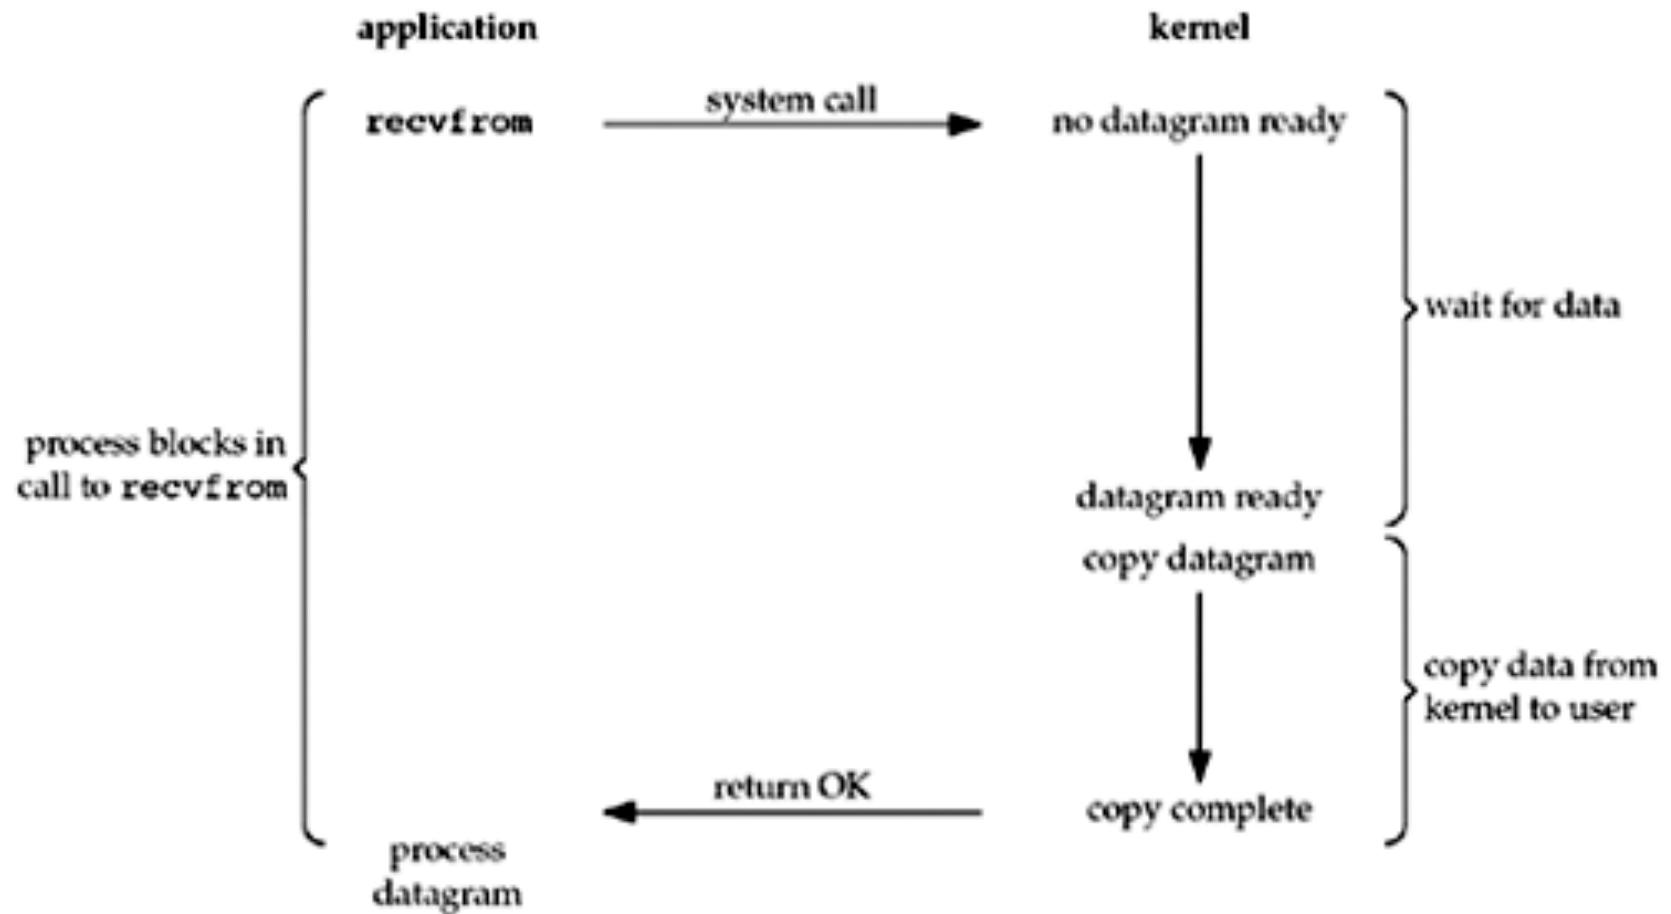 application
kernel
recvfrom
system call
no datagram ready
wait for data
process blocks in
call to recvfrom
datagram ready
copy datagram
copy data from
kernel to user
return OK
copy complete
process
datagram